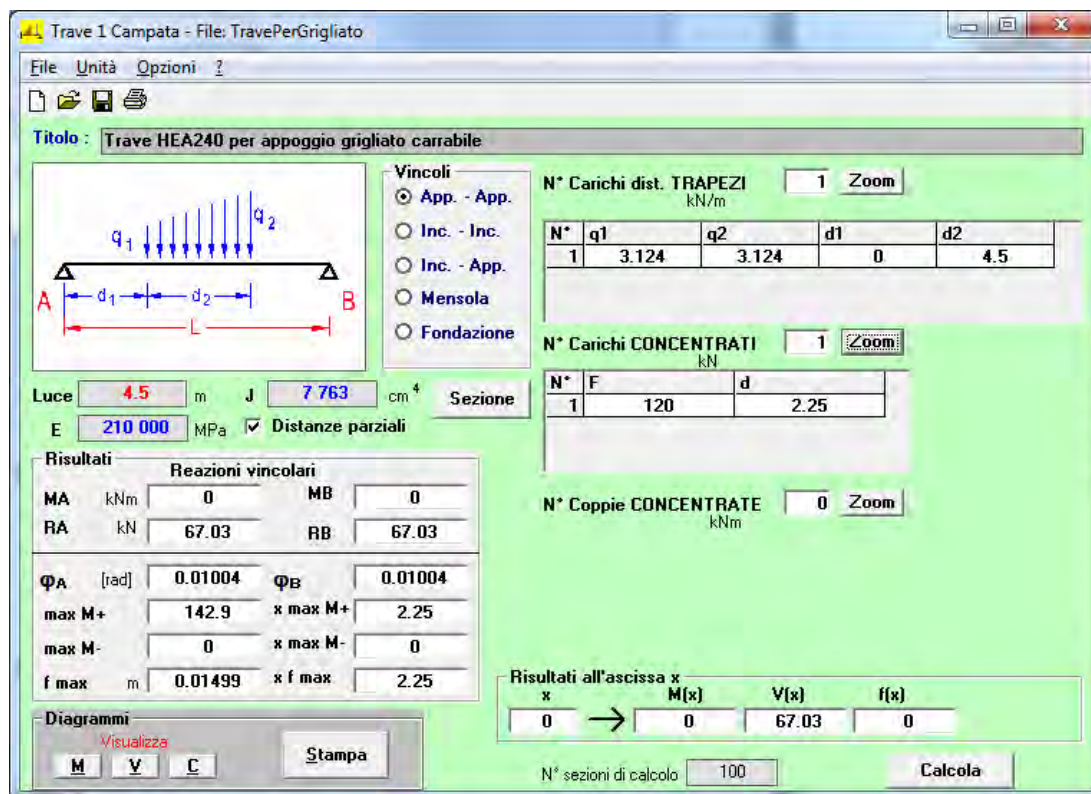 Trave 1 Campata - File: TravePerGrigliato
File Unità Opzioni ?
Titolo : Trave HEA240 per appoggio grigliato carrabile
q1 q2
A d1 d2 B
L
Vincoli
App. - App.
Inc. - Inc.
Inc. - App.
Mensola
Fondazione
N° Carichi dist. TRAPEZI 1 Zoom
kN/m
N° q1 q2 d1 d2
1 3.124 3.124 0 4.5
N° Carichi CONCENTRATI 1 Zoom
kN
N° F d
1 120 2.25
N° Coppie CONCENTRATE 0 Zoom
kNm
Luce 4.5 m J 7 763 cm 4 Sezione
E 210 000 MPa Distanze parziali
Risultati
Reazioni vincolari
MA kNm 0 MB 0
RA kN 67.03 RB 67.03
φA [rad] 0.01004 φB 0.01004
max M+ 142.9 x max M+ 2.25
max M- 0 x max M- 0
f max m 0.01499 x f max 2.25
Risultati all'ascissa x
x M(x) V(x) f(x)
0 0 67.03 0
Diagrammi
Visualizza
M V C Stampa
N° sezioni di calcolo 100 Calcola